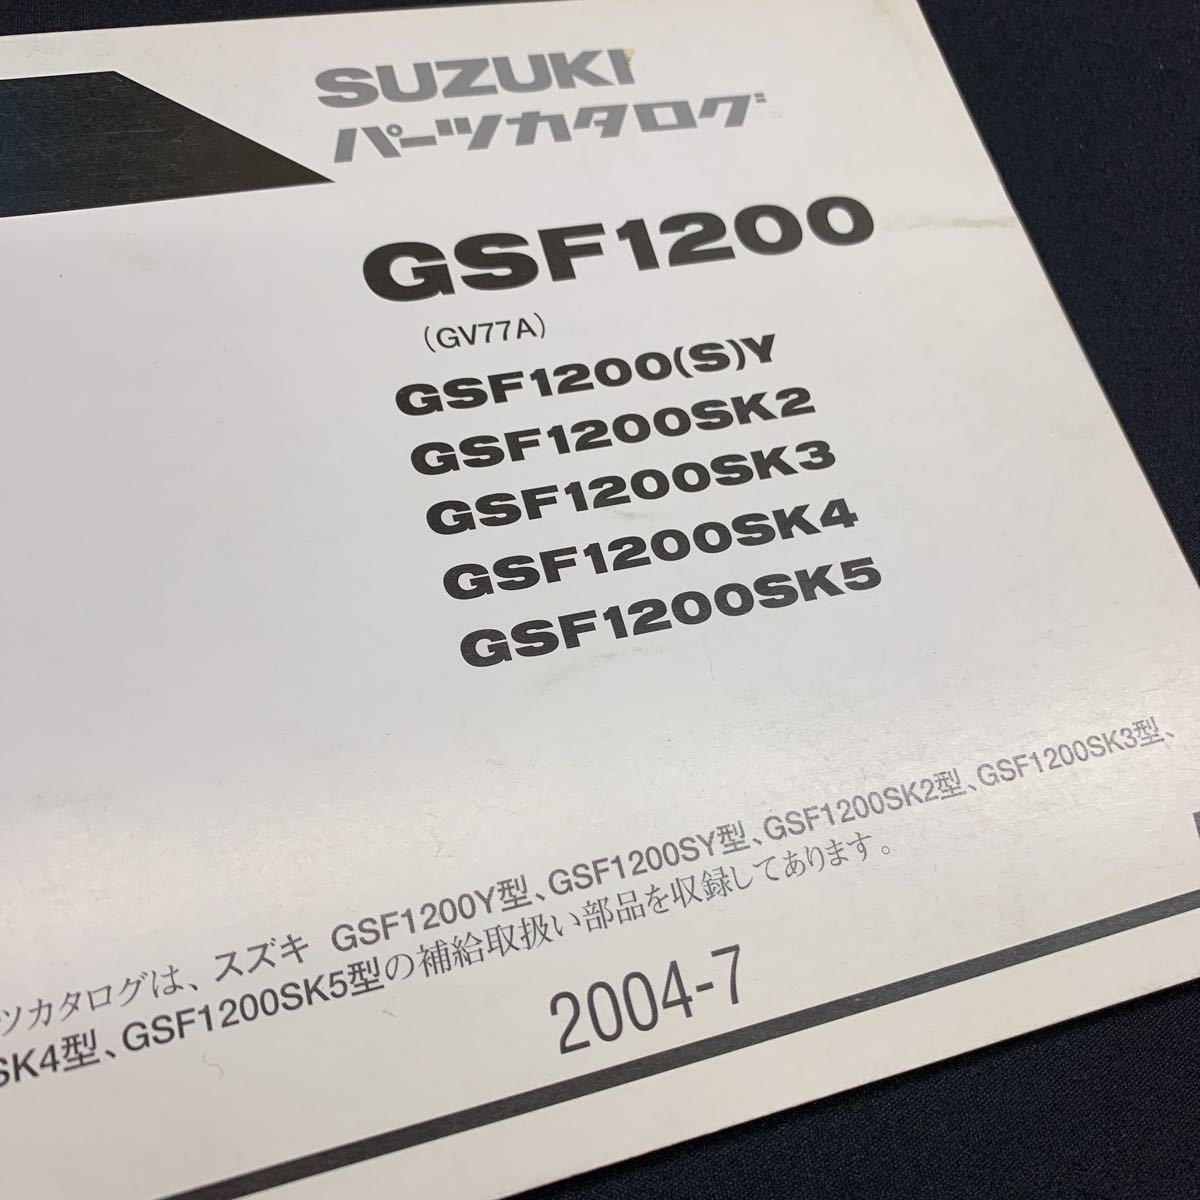 SUZUKI
パーツカタログ
GSF1200
(GV77A)
GSF1200(S)Y
GSF1200SK2
GSF1200SK3
GSF1200SK4
GSF1200SK5
ツカタログは、スズキ GSF1200Y型、GSF1200SY型、GSF1200SK2型、GSF1200SK3型、
SK4型、GSF1200SK5型の補給取扱い部品を収録してあります。
2004-7